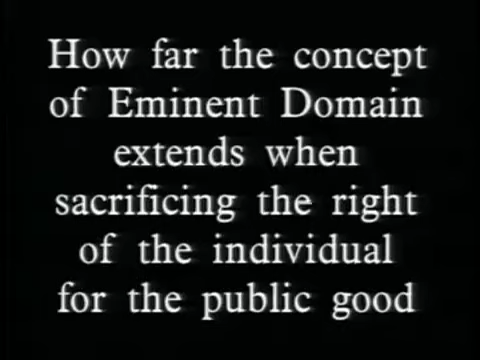 How far the concept
of Eminent Domain
extends when
sacrificing the right
of the individual
for the public good